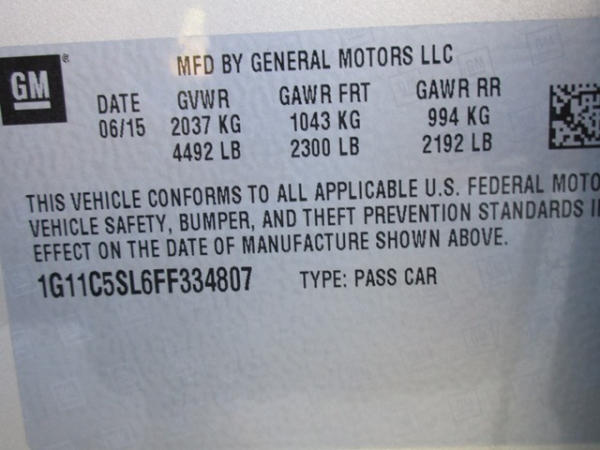 GM
MFD BY GENERAL MOTORS LLC
DATE GVWR GAWR FRT GAWR RR
06/15 2037 KG 1043 KG 994 KG
4492 LB 2300 LB 2192 LB
THIS VEHICLE CONFORMS TO ALL APPLICABLE U.S. FEDERAL MOTO
VEHICLE SAFETY, BUMPER, AND THEFT PREVENTION STANDARDS I
EFFECT ON THE DATE OF MANUFACTURE SHOWN ABOVE.
1G11C5SL6FF334807 TYPE: PASS CAR